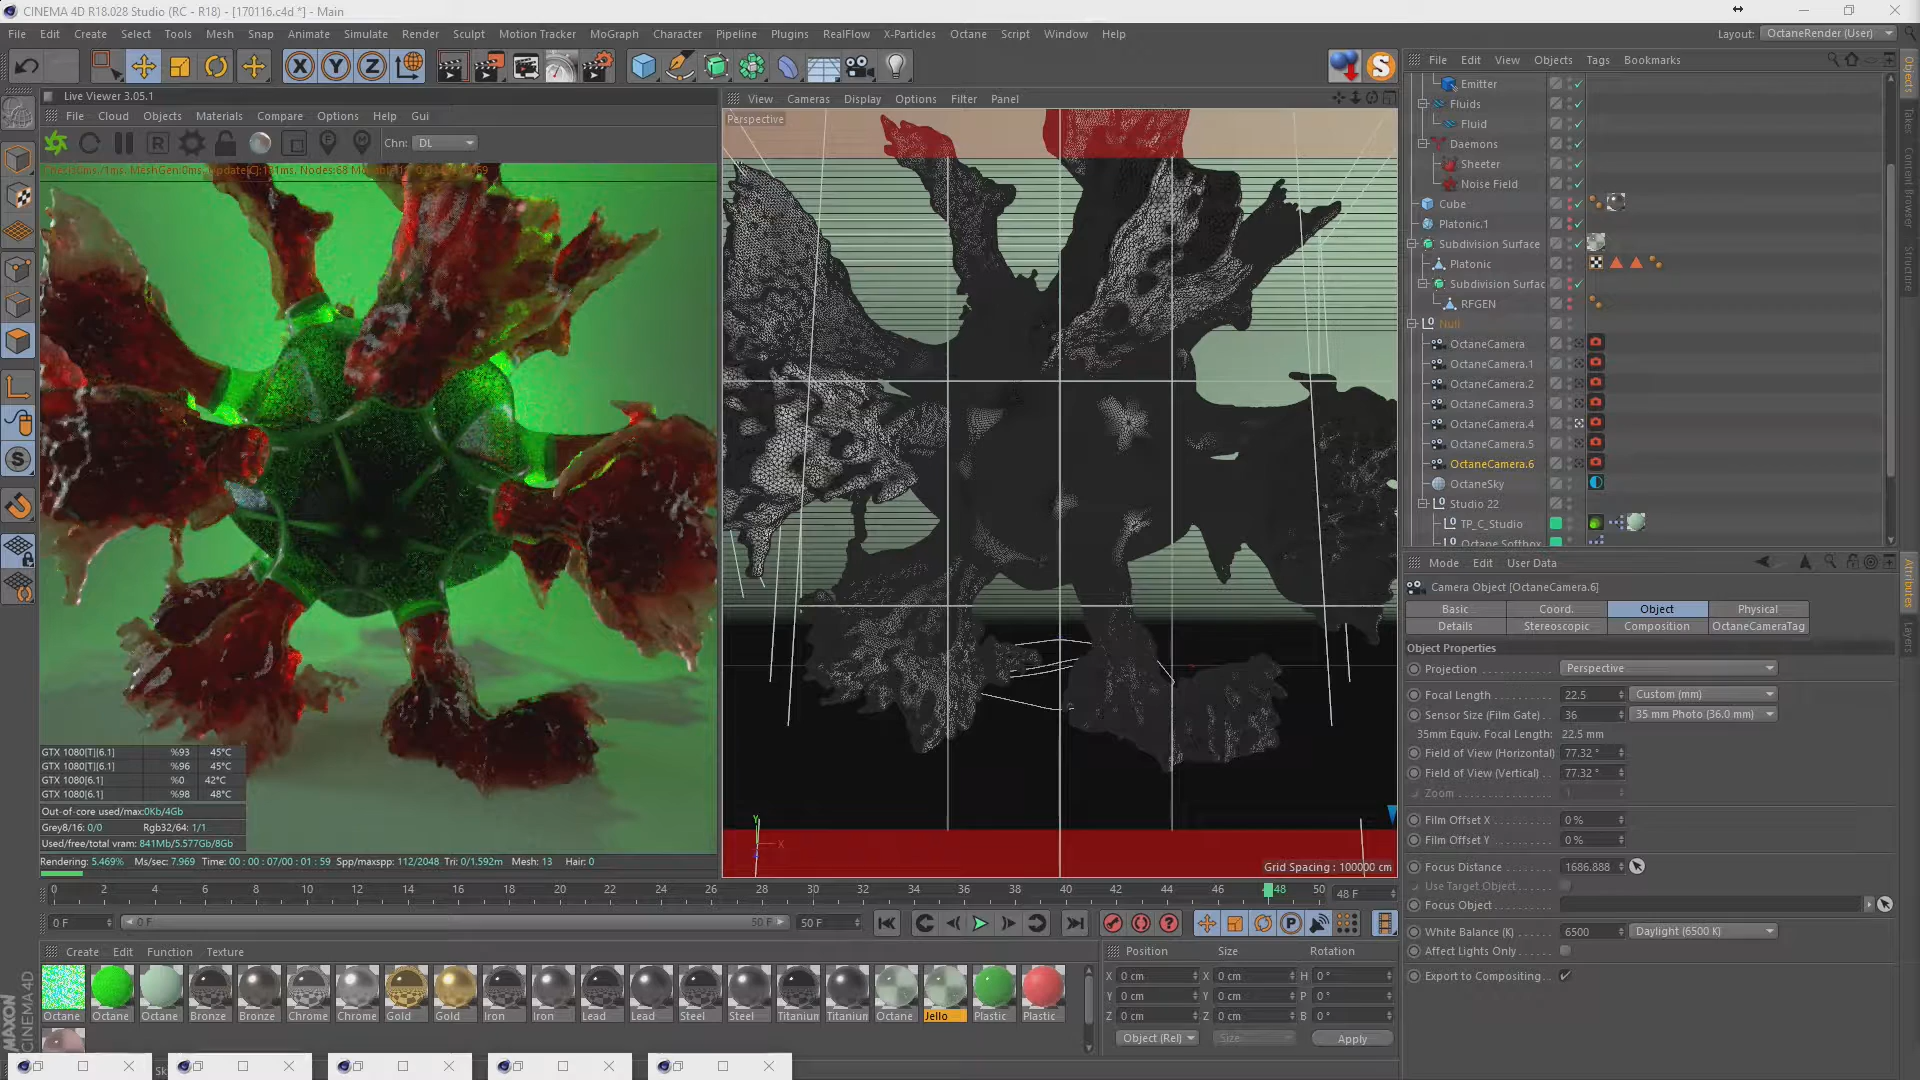 CINEMA 4D R18.028 Studio (RC - R18) - [170116.c4d *] - Main
File Edit Create Select Tools Mesh Snap Animate Simulate Render Sculpt Motion Tracker MoGraph Character Pipeline Plugins RealFlow X-Particles Octane Script Window Help
Layout: OctaneRender (User)
Live Viewer 3.05.1
File Cloud Objects Materials Compare Options Help Gui
Chn: DL
GTX 1080[T][6.1] %93 45°C
GTX 1080[T][6.1] %96 45°C
GTX 1080[6.1] %0 42°C
GTX 1080[6.1] %98 48°C
Out-of-core used/max:0Kb/4Gb
Grey8/16: 0/0 Rgb32/64: 1/1
Used/free/total vram: 841Mb/5.577Gb/8Gb
Rendering: 5.469% Ms/sec: 7.969 Time: 00 : 00 : 07/00 : 01 : 59 Spp/maxspp: 112/2048 Tri: 0/1.592m Mesh: 13 Hair: 0
View Cameras Display Options Filter Panel
Perspective
Y
X
Grid Spacing : 100000 cm
0 2 4 6 8 10 12 14 16 18 20 22 24 26 28 30 32 34 36 38 40 42 44 46 48 50 48 F
0 F 0 F 50 F 50 F
Create Edit Function Texture
Octane Octane Octane Bronze Bronze Chrome Chrome Gold Gold Iron Iron Lead Lead Steel Steel Titanium Titanium Octane Jello Plastic Plastic
MAXON CINEMA 4D
Position Size Rotation
X 0 cm X 0 cm H 0 °
Y 0 cm Y 0 cm P 0 °
Z 0 cm Z 0 cm B 0 °
Object (Rel) Size Apply
File Edit View Objects Tags Bookmarks
Emitter
Fluids
Fluid
Daemons
Sheeter
Noise Field
Cube
Platonic.1
Subdivision Surface
Platonic
Subdivision Surfac
RFGEN
Null
OctaneCamera
OctaneCamera.1
OctaneCamera.2
OctaneCamera.3
OctaneCamera.4
OctaneCamera.5
OctaneCamera.6
OctaneSky
Studio 22
TP_C_Studio
Octane Softbox
Objects
Takes
Content Browser
Structure
Mode Edit User Data
Camera Object [OctaneCamera.6]
Basic Coord. Object Physical
Details Stereoscopic Composition OctaneCameraTag
Object Properties
Projection Perspective
Focal Length 22.5 Custom (mm)
Sensor Size (Film Gate) 36 35 mm Photo (36.0 mm)
35mm Equiv. Focal Length: 22.5 mm
Field of View (Horizontal) 77.32 °
Field of View (Vertical) 77.32 °
Zoom 1
Film Offset X 0 %
Film Offset Y 0 %
Focus Distance 1686.888
Use Target Object
Focus Object
White Balance (K) 6500 Daylight (6500 K)
Affect Lights Only
Export to Compositing
Attributes
Layers